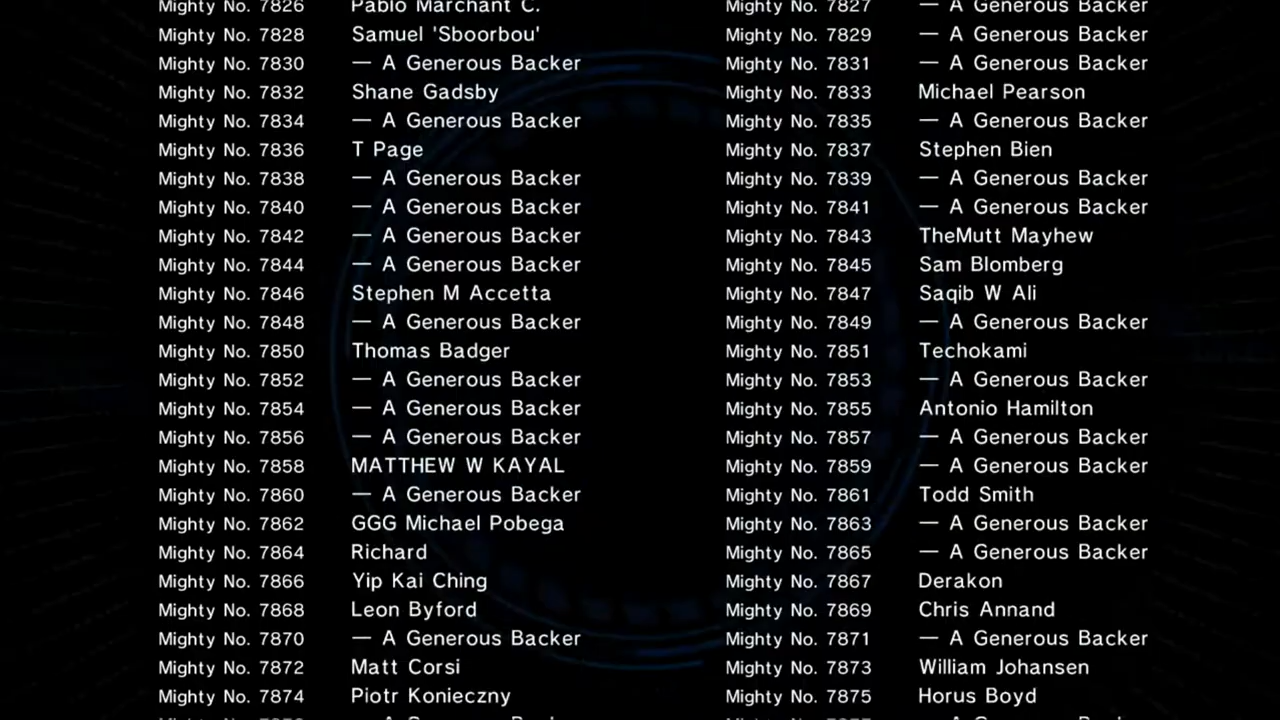 Mighty No. 7826 Pablo Marchant C. Mighty No. 7827 — A Generous Backer
Mighty No. 7828 Samuel 'Sboorbou' Mighty No. 7829 — A Generous Backer
Mighty No. 7830 — A Generous Backer Mighty No. 7831 — A Generous Backer
Mighty No. 7832 Shane Gadsby Mighty No. 7833 Michael Pearson
Mighty No. 7834 — A Generous Backer Mighty No. 7835 — A Generous Backer
Mighty No. 7836 T Page Mighty No. 7837 Stephen Bien
Mighty No. 7838 — A Generous Backer Mighty No. 7839 — A Generous Backer
Mighty No. 7840 — A Generous Backer Mighty No. 7841 — A Generous Backer
Mighty No. 7842 — A Generous Backer Mighty No. 7843 TheMutt Mayhew
Mighty No. 7844 — A Generous Backer Mighty No. 7845 Sam Blomberg
Mighty No. 7846 Stephen M Accetta Mighty No. 7847 Saqib W Ali
Mighty No. 7848 — A Generous Backer Mighty No. 7849 — A Generous Backer
Mighty No. 7850 Thomas Badger Mighty No. 7851 Techokami
Mighty No. 7852 — A Generous Backer Mighty No. 7853 — A Generous Backer
Mighty No. 7854 — A Generous Backer Mighty No. 7855 Antonio Hamilton
Mighty No. 7856 — A Generous Backer Mighty No. 7857 — A Generous Backer
Mighty No. 7858 MATTHEW W KAYAL Mighty No. 7859 — A Generous Backer
Mighty No. 7860 — A Generous Backer Mighty No. 7861 Todd Smith
Mighty No. 7862 GGG Michael Pobega Mighty No. 7863 — A Generous Backer
Mighty No. 7864 Richard Mighty No. 7865 — A Generous Backer
Mighty No. 7866 Yip Kai Ching Mighty No. 7867 Derakon
Mighty No. 7868 Leon Byford Mighty No. 7869 Chris Annand
Mighty No. 7870 — A Generous Backer Mighty No. 7871 — A Generous Backer
Mighty No. 7872 Matt Corsi Mighty No. 7873 William Johansen
Mighty No. 7874 Piotr Konieczny Mighty No. 7875 Horus Boyd